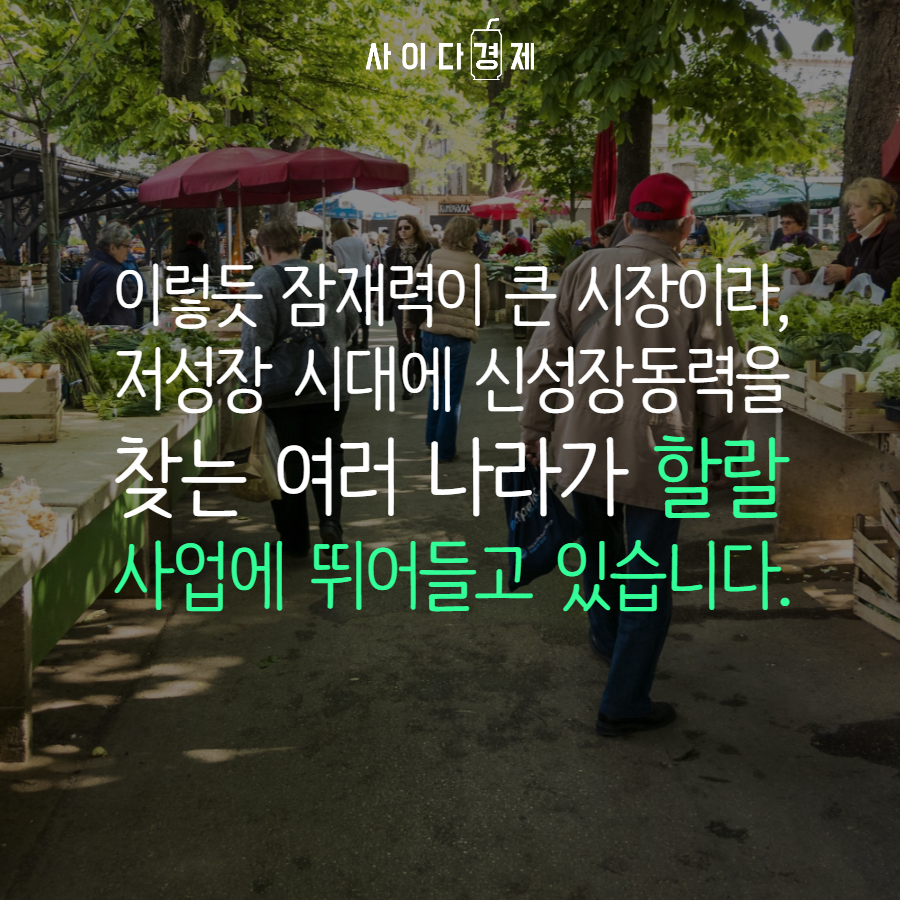 사이다경제
이렇듯 잠재력이 큰 시장이라,
저성장 시대에 신성장동력을
찾는 여러 나라가 할랄
사업에 뛰어들고 있습니다.